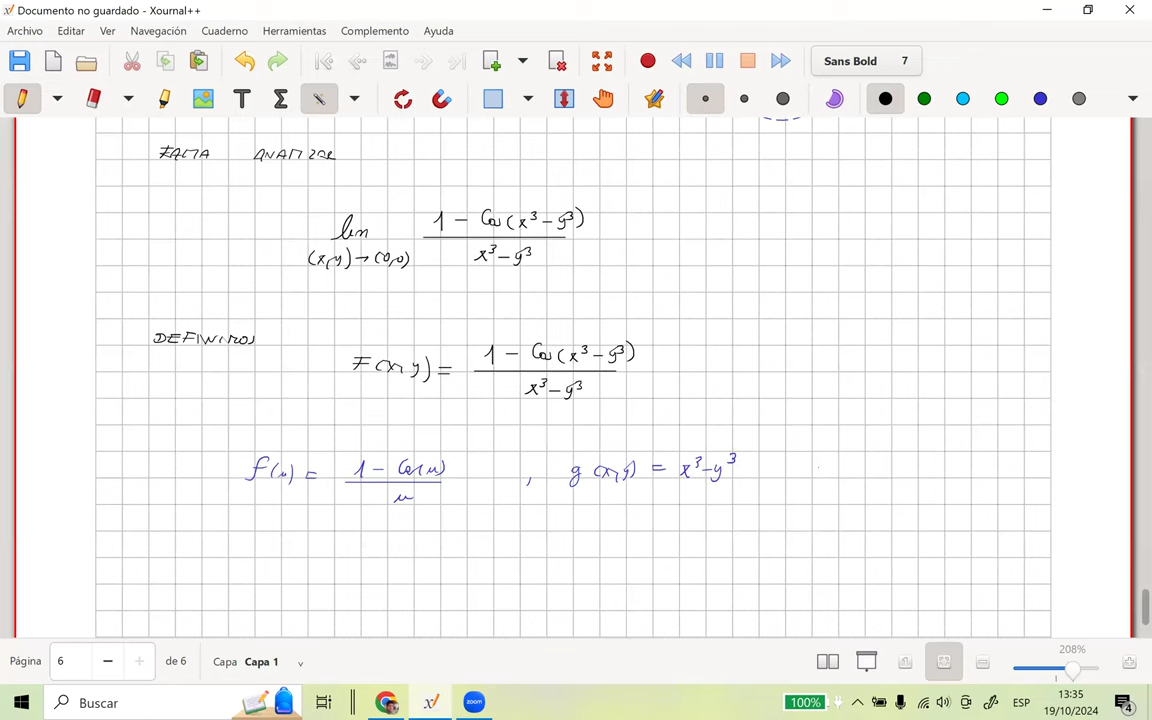 Documento no guardado - Xournal++
Archivo Editar Ver Navegación Cuaderno Herramientas Complemento Ayuda
Sans Bold 7
FALTA ANALIZAR
lim (x,y)→(0,0) 1 - Cos(x³-y³) / x³-y³
DEFINIMOS
F(x,y) = 1 - Cos(x³-y³) / x³-y³
f(u) = 1 - Cos(u) / u , g(x,y) = x³-y³
Página 6 de 6 Capa Capa 1 208%
Buscar 100% ESP 13:35
19/10/2024
4